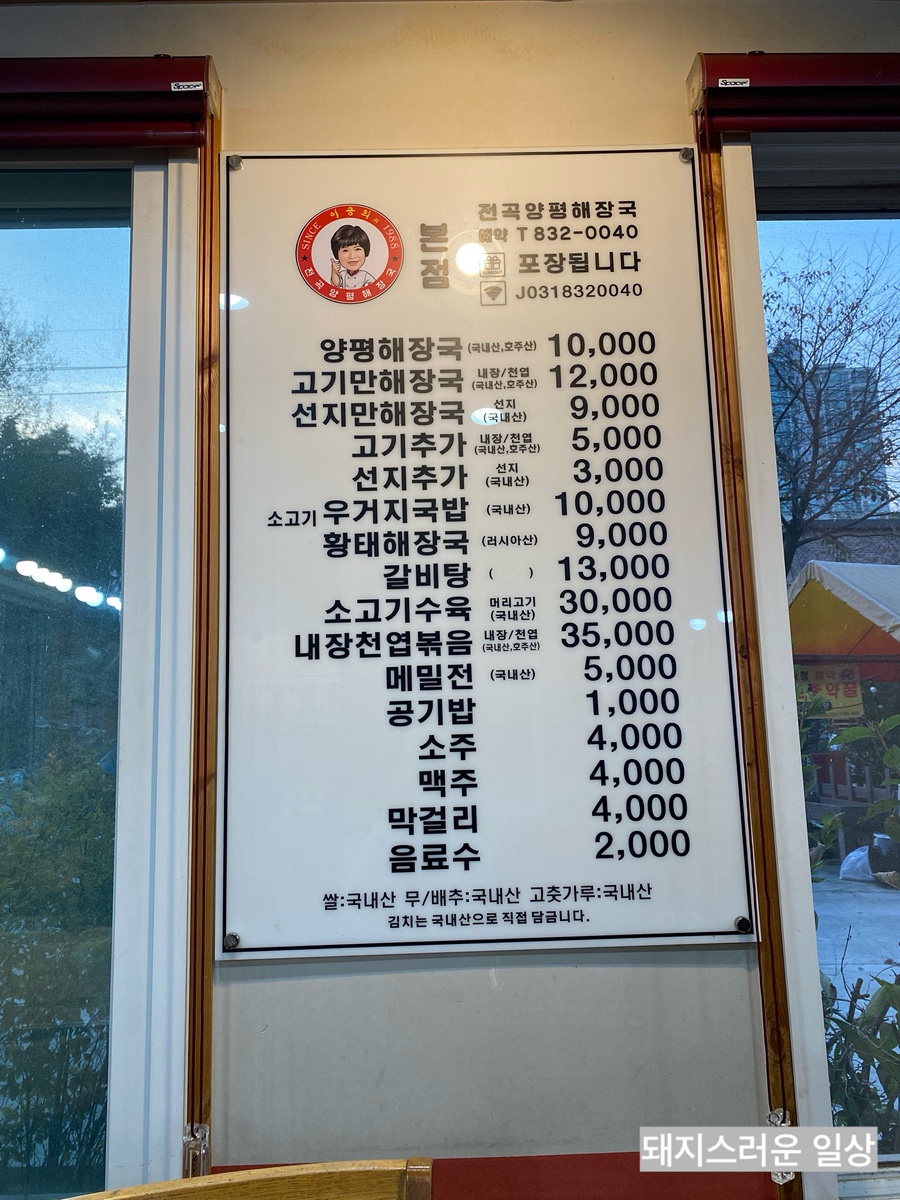 Space
Space
SINCE 이용희의 1988
전곡양평해장국
본점
전곡양평해장국
예약 T 832-0040
포장됩니다
J0318320040
양평해장국 (국내산,호주산) 10,000
고기만해장국 내장/천엽 (국내산,호주산) 12,000
선지만해장국 선지 (국내산) 9,000
고기추가 내장/천엽 (국내산,호주산) 5,000
선지추가 선지 (국내산) 3,000
소고기 우거지국밥 (국내산) 10,000
황태해장국 (러시아산) 9,000
갈비탕 ( ) 13,000
소고기수육 머리고기 (국내산) 30,000
내장천엽볶음 내장/천엽 (국내산,호주산) 35,000
메밀전 (국내산) 5,000
공기밥 1,000
소주 4,000
맥주 4,000
막걸리 4,000
음료수 2,000
쌀:국내산 무/배추:국내산 고춧가루:국내산
김치는 국내산으로 직접 담금니다.
돼지스러운 일상